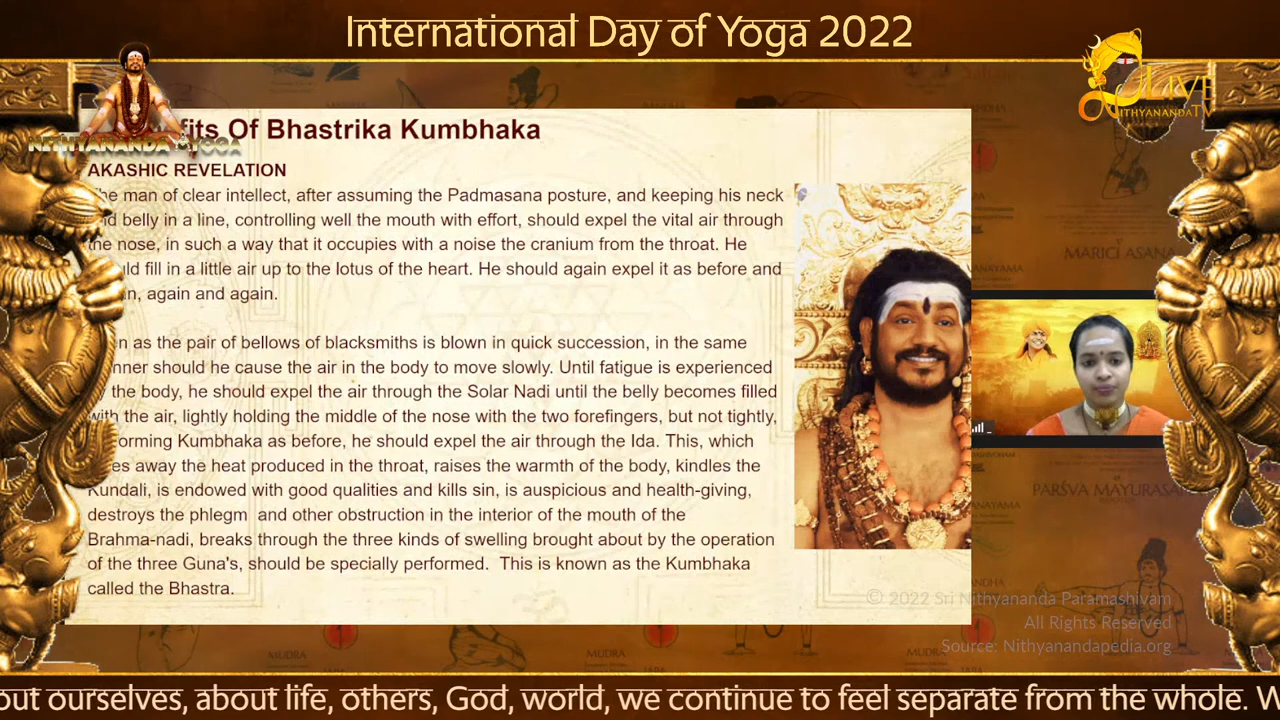 International Day of Yoga 2022
LIVE
NITHYANANDATV
NITHYANANDA YOGA
fits Of Bhastrika Kumbhaka
AKASHIC REVELATION
he man of clear intellect, after assuming the Padmasana posture, and keeping his neck
d belly in a line, controlling well the mouth with effort, should expel the vital air through
the nose, in such a way that it occupies with a noise the cranium from the throat. He
uld fill in a little air up to the lotus of the heart. He should again expel it as before and
n, again and again.
n as the pair of bellows of blacksmiths is blown in quick succession, in the same
nner should he cause the air in the body to move slowly. Until fatigue is experienced
the body, he should expel the air through the Solar Nadi until the belly becomes filled
with the air, lightly holding the middle of the nose with the two forefingers, but not tightly,
orming Kumbhaka as before, he should expel the air through the Ida. This, which
es away the heat produced in the throat, raises the warmth of the body, kindles the
Kundali, is endowed with good qualities and kills sin, is auspicious and health-giving,
destroys the phlegm and other obstruction in the interior of the mouth of the
Brahma-nadi, breaks through the three kinds of swelling brought about by the operation
of the three Guna's, should be specially performed. This is known as the Kumbhaka
called the Bhastra.
MARICI ASANA
PARŚVA MAYURASA
MUDRA
MUDRA
MUDRA
© 2022 Sri Nithyananda Paramashivam
All Rights Reserved
Source: Nithyanandapedia.org
out ourselves, about life, others, God, world, we continue to feel separate from the whole. W